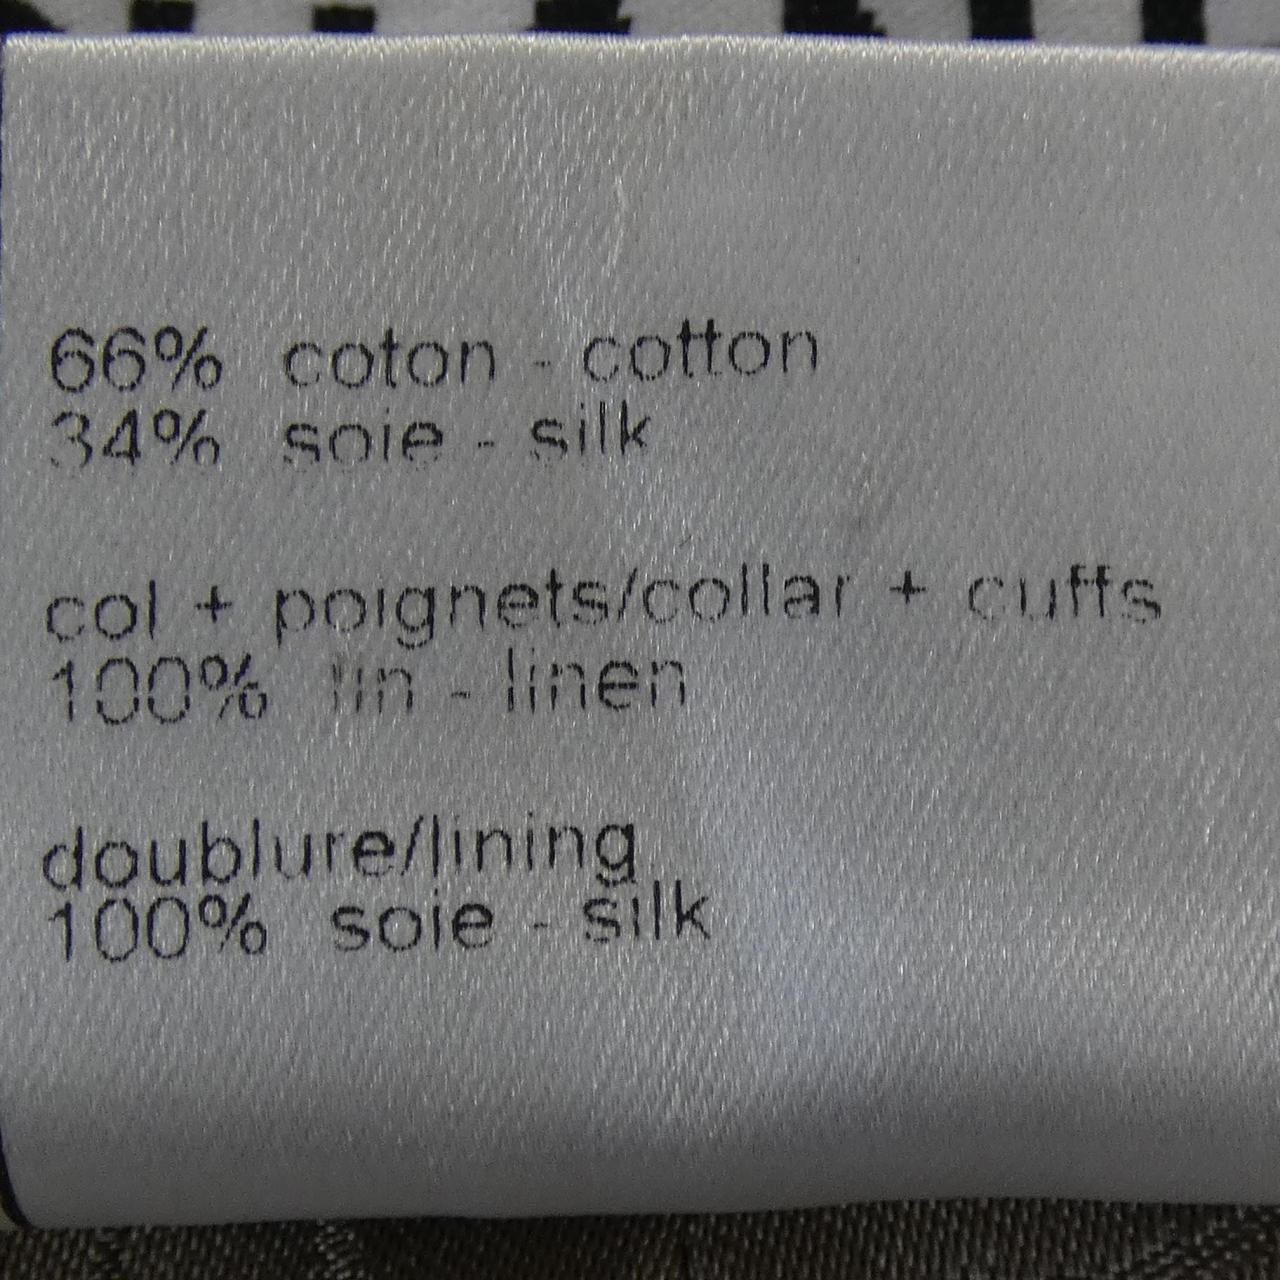 66% coton - cotton
34% soie - silk
col + poignets/collar + cuffs
100% lin - linen
doublure/lining
100% soie - silk